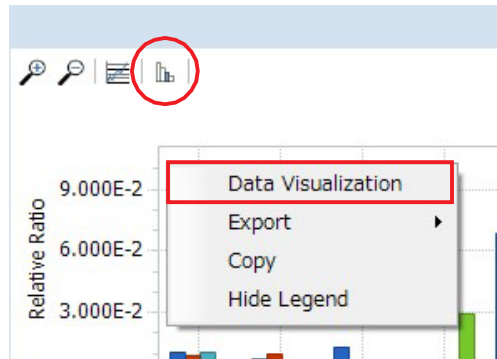 Relative Ratio
9.000E-2
6.000E-2
3.000E-2
Data Visualization
Export
Copy
Hide Legend